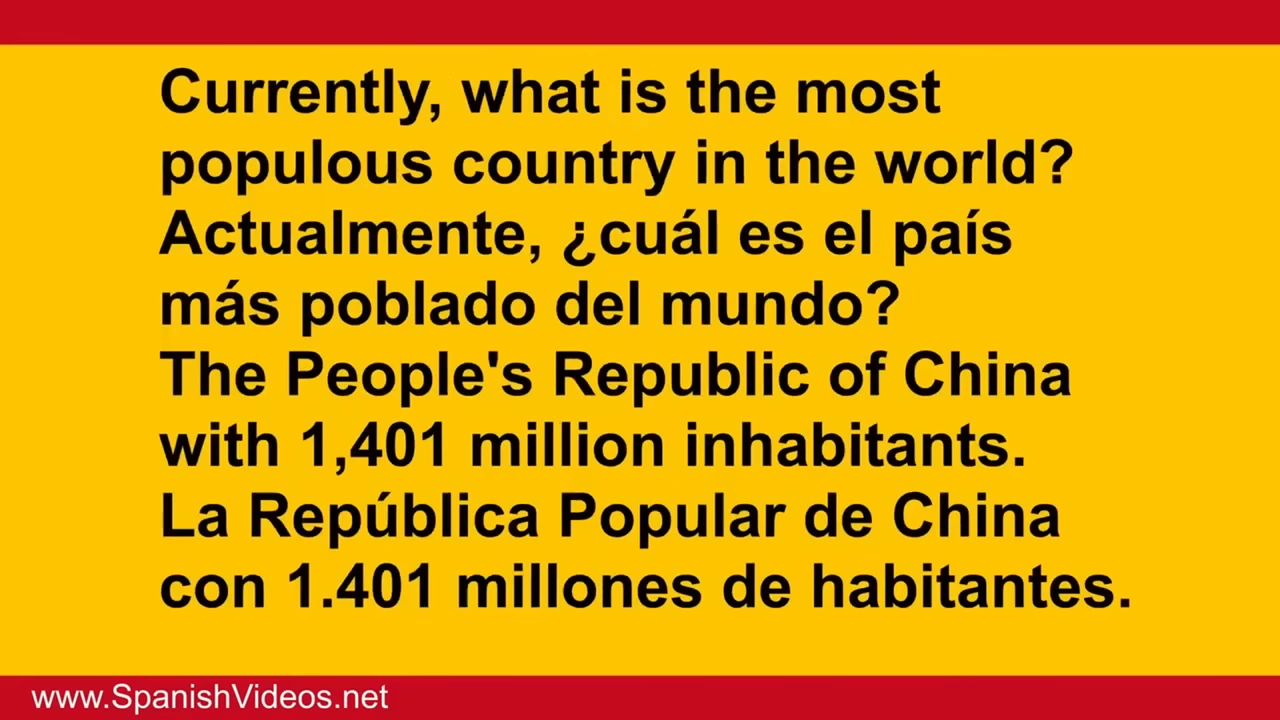 Currently, what is the most
populous country in the world?
Actualmente, ¿cuál es el país
más poblado del mundo?
The People's Republic of China
with 1,401 million inhabitants.
La República Popular de China
con 1.401 millones de habitantes.
www.SpanishVideos.net